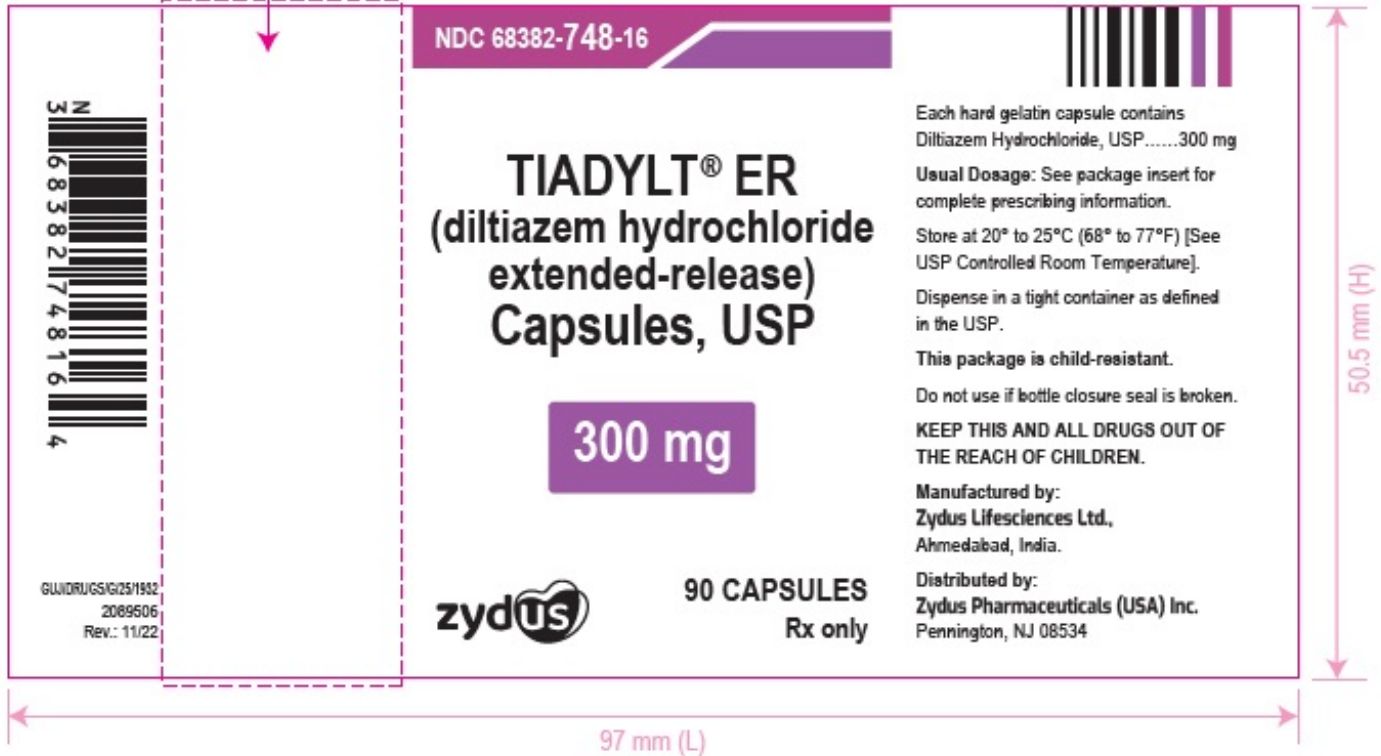 NDC 68382-748-16
N
3
68382 74816
4
GUJ/DRUGS/G/25/1932
2089506
Rev.: 11/22
TIADYLT® ER
(diltiazem hydrochloride
extended-release)
Capsules, USP
300 mg
zydus
90 CAPSULES
Rx only
Each hard gelatin capsule contains
Diltiazem Hydrochloride, USP......300 mg
Usual Dosage: See package insert for
complete prescribing information.
Store at 20° to 25°C (68° to 77°F) [See
USP Controlled Room Temperature].
Dispense in a tight container as defined
in the USP.
This package is child-resistant.
Do not use if bottle closure seal is broken.
KEEP THIS AND ALL DRUGS OUT OF
THE REACH OF CHILDREN.
Manufactured by:
Zydus Lifesciences Ltd.,
Ahmedabad, India.
Distributed by:
Zydus Pharmaceuticals (USA) Inc.
Pennington, NJ 08534
50.5 mm (H)
97 mm (L)